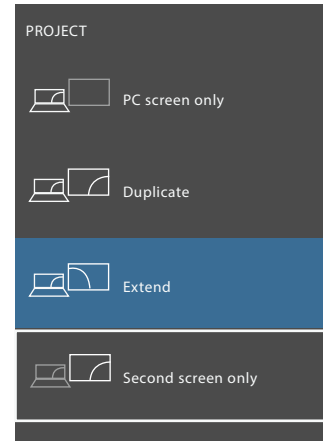 PROJECT
PC screen only
Duplicate
Extend
Second screen only